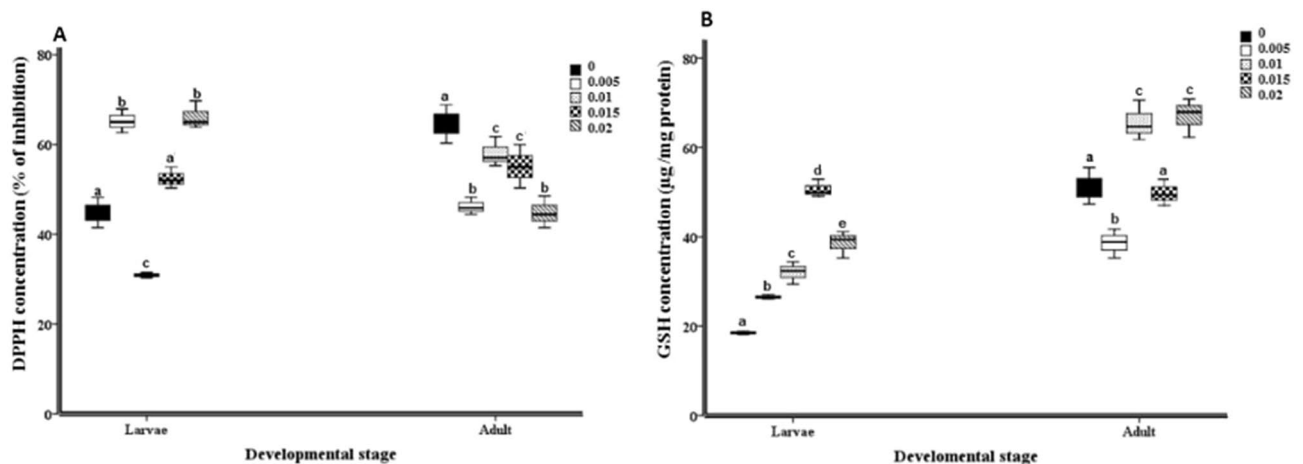 A
DPPH concentration (% of inhibition)
80
60
40
20
0
a
b
c
a
b
a
b
c
c
b
0
0.005
0.01
0.015
0.02
Larvae
Adult
Developmental stage
B
GSH concentration (µg/mg protein)
80
60
40
20
0
a
b
c
d
e
a
b
c
a
c
0
0.005
0.01
0.015
0.02
Larvae
Adult
Develomental stage